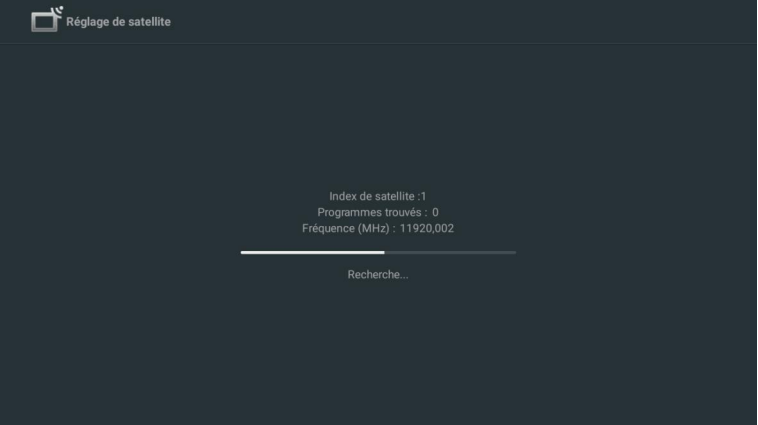 Réglage de satellite
Index de satellite :1
Programmes trouvés : 0
Fréquence (MHz) : 11920,002
Recherche...